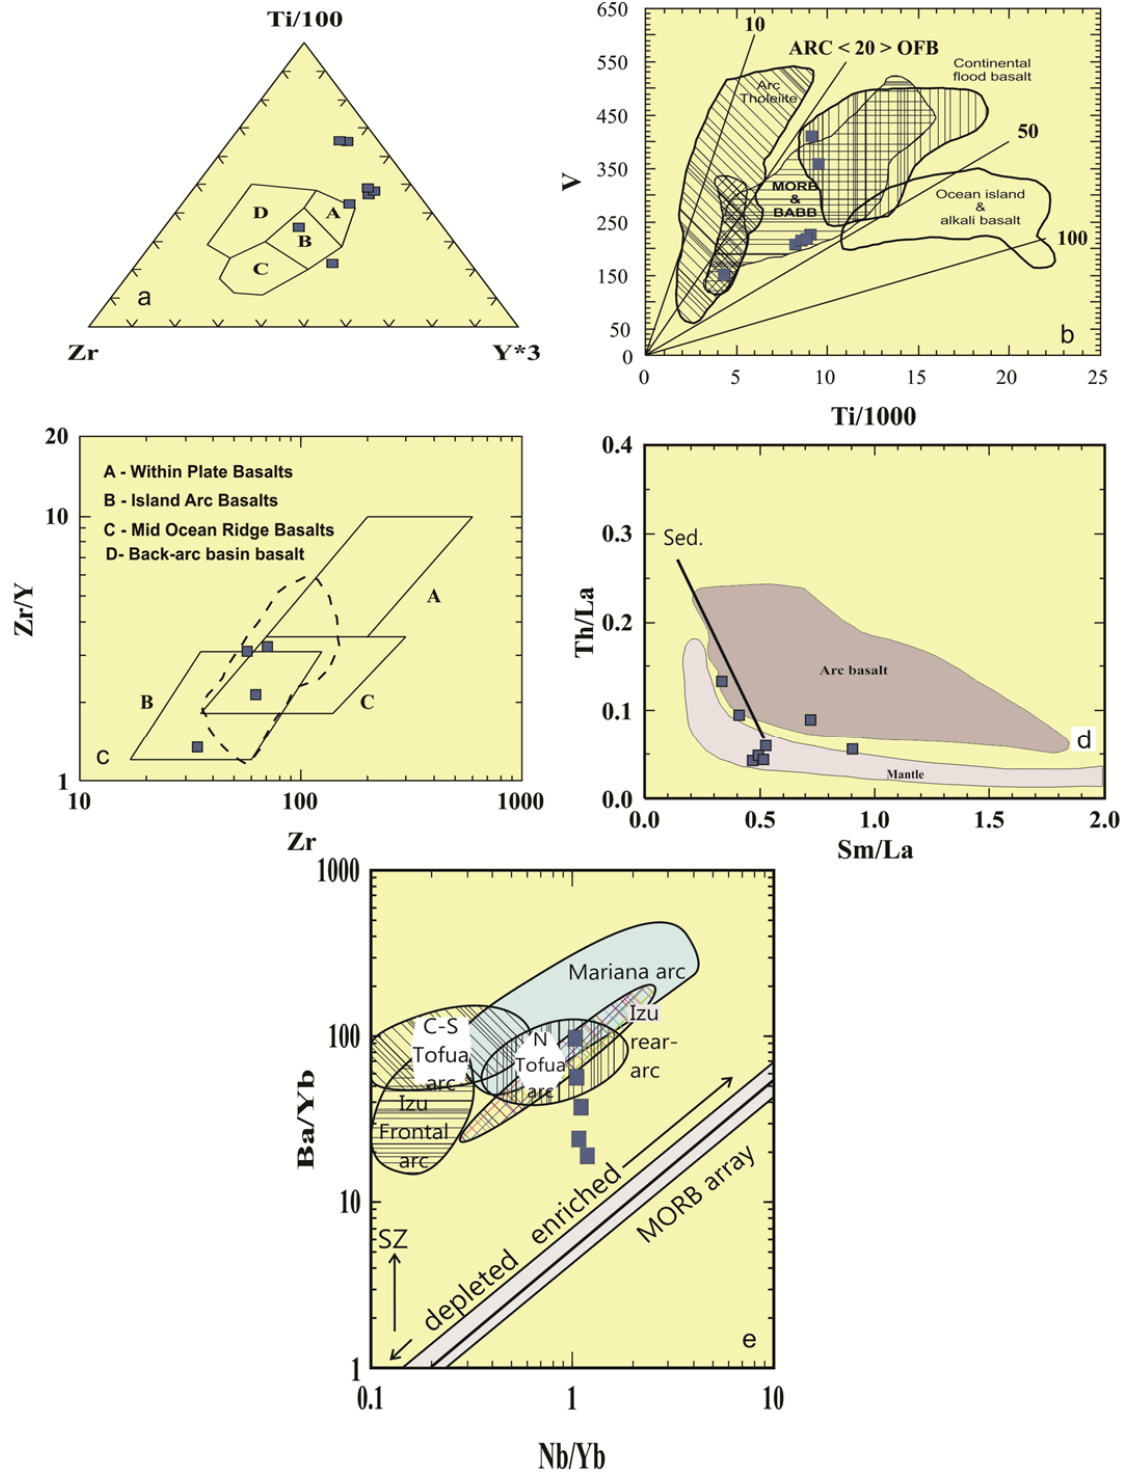 Ti/100
D
A
B
C
a
Zr
Y*3
650
550
450
350
250
150
50
0
V
10
ARC < 20 > OFB
Continental
flood basalt
Arc
Tholeiite
50
MORB
&
BABB
Ocean island
&
alkali basalt
100
b
0
5
10
15
20
25
Ti/1000
20
10
1
Zr/Y
A - Within Plate Basalts
B - Island Arc Basalts
C - Mid Ocean Ridge Basalts
D- Back-arc basin basalt
A
B
C
c
10
100
1000
Zr
0.4
0.3
0.2
0.1
0.0
Th/La
Sed.
Arc basalt
d
Mantle
0.0
0.5
1.0
1.5
2.0
Sm/La
1000
100
10
1
Ba/Yb
Mariana arc
C-S
Tofua
arc
N
Tofua
arc
Izu
rear-
arc
Izu
Frontal
arc
SZ
depleted
enriched
MORB array
e
0.1
1
10
Nb/Yb